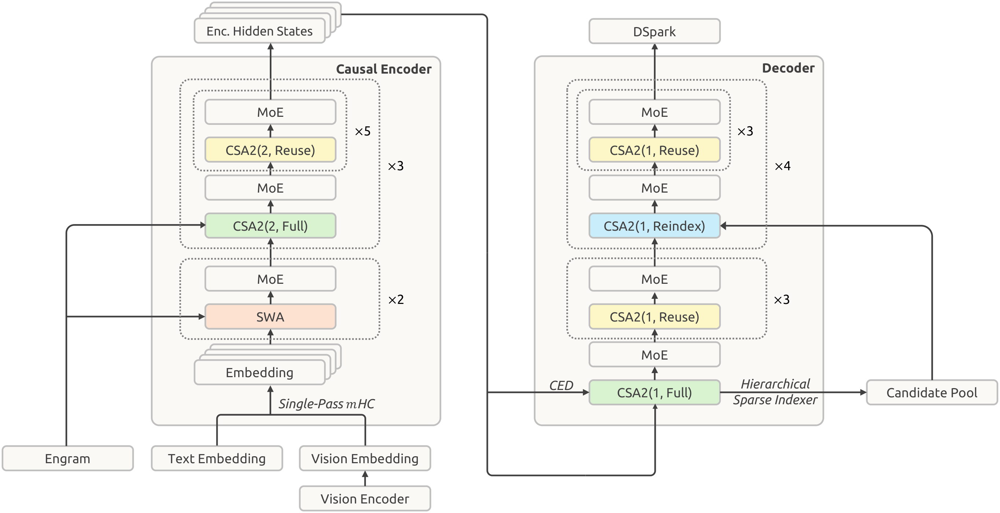 Enc. Hidden States
Causal Encoder
MoE
×5
CSA2(2, Reuse)
×3
MoE
CSA2(2, Full)
MoE
×2
SWA
Embedding
Single-Pass mHC
Engram
Text Embedding
Vision Embedding
Vision Encoder
DSpark
Decoder
MoE
×3
CSA2(1, Reuse)
×4
MoE
CSA2(1, Reindex)
MoE
×3
CSA2(1, Reuse)
MoE
CED
CSA2(1, Full)
Hierarchical
Sparse Indexer
Candidate Pool